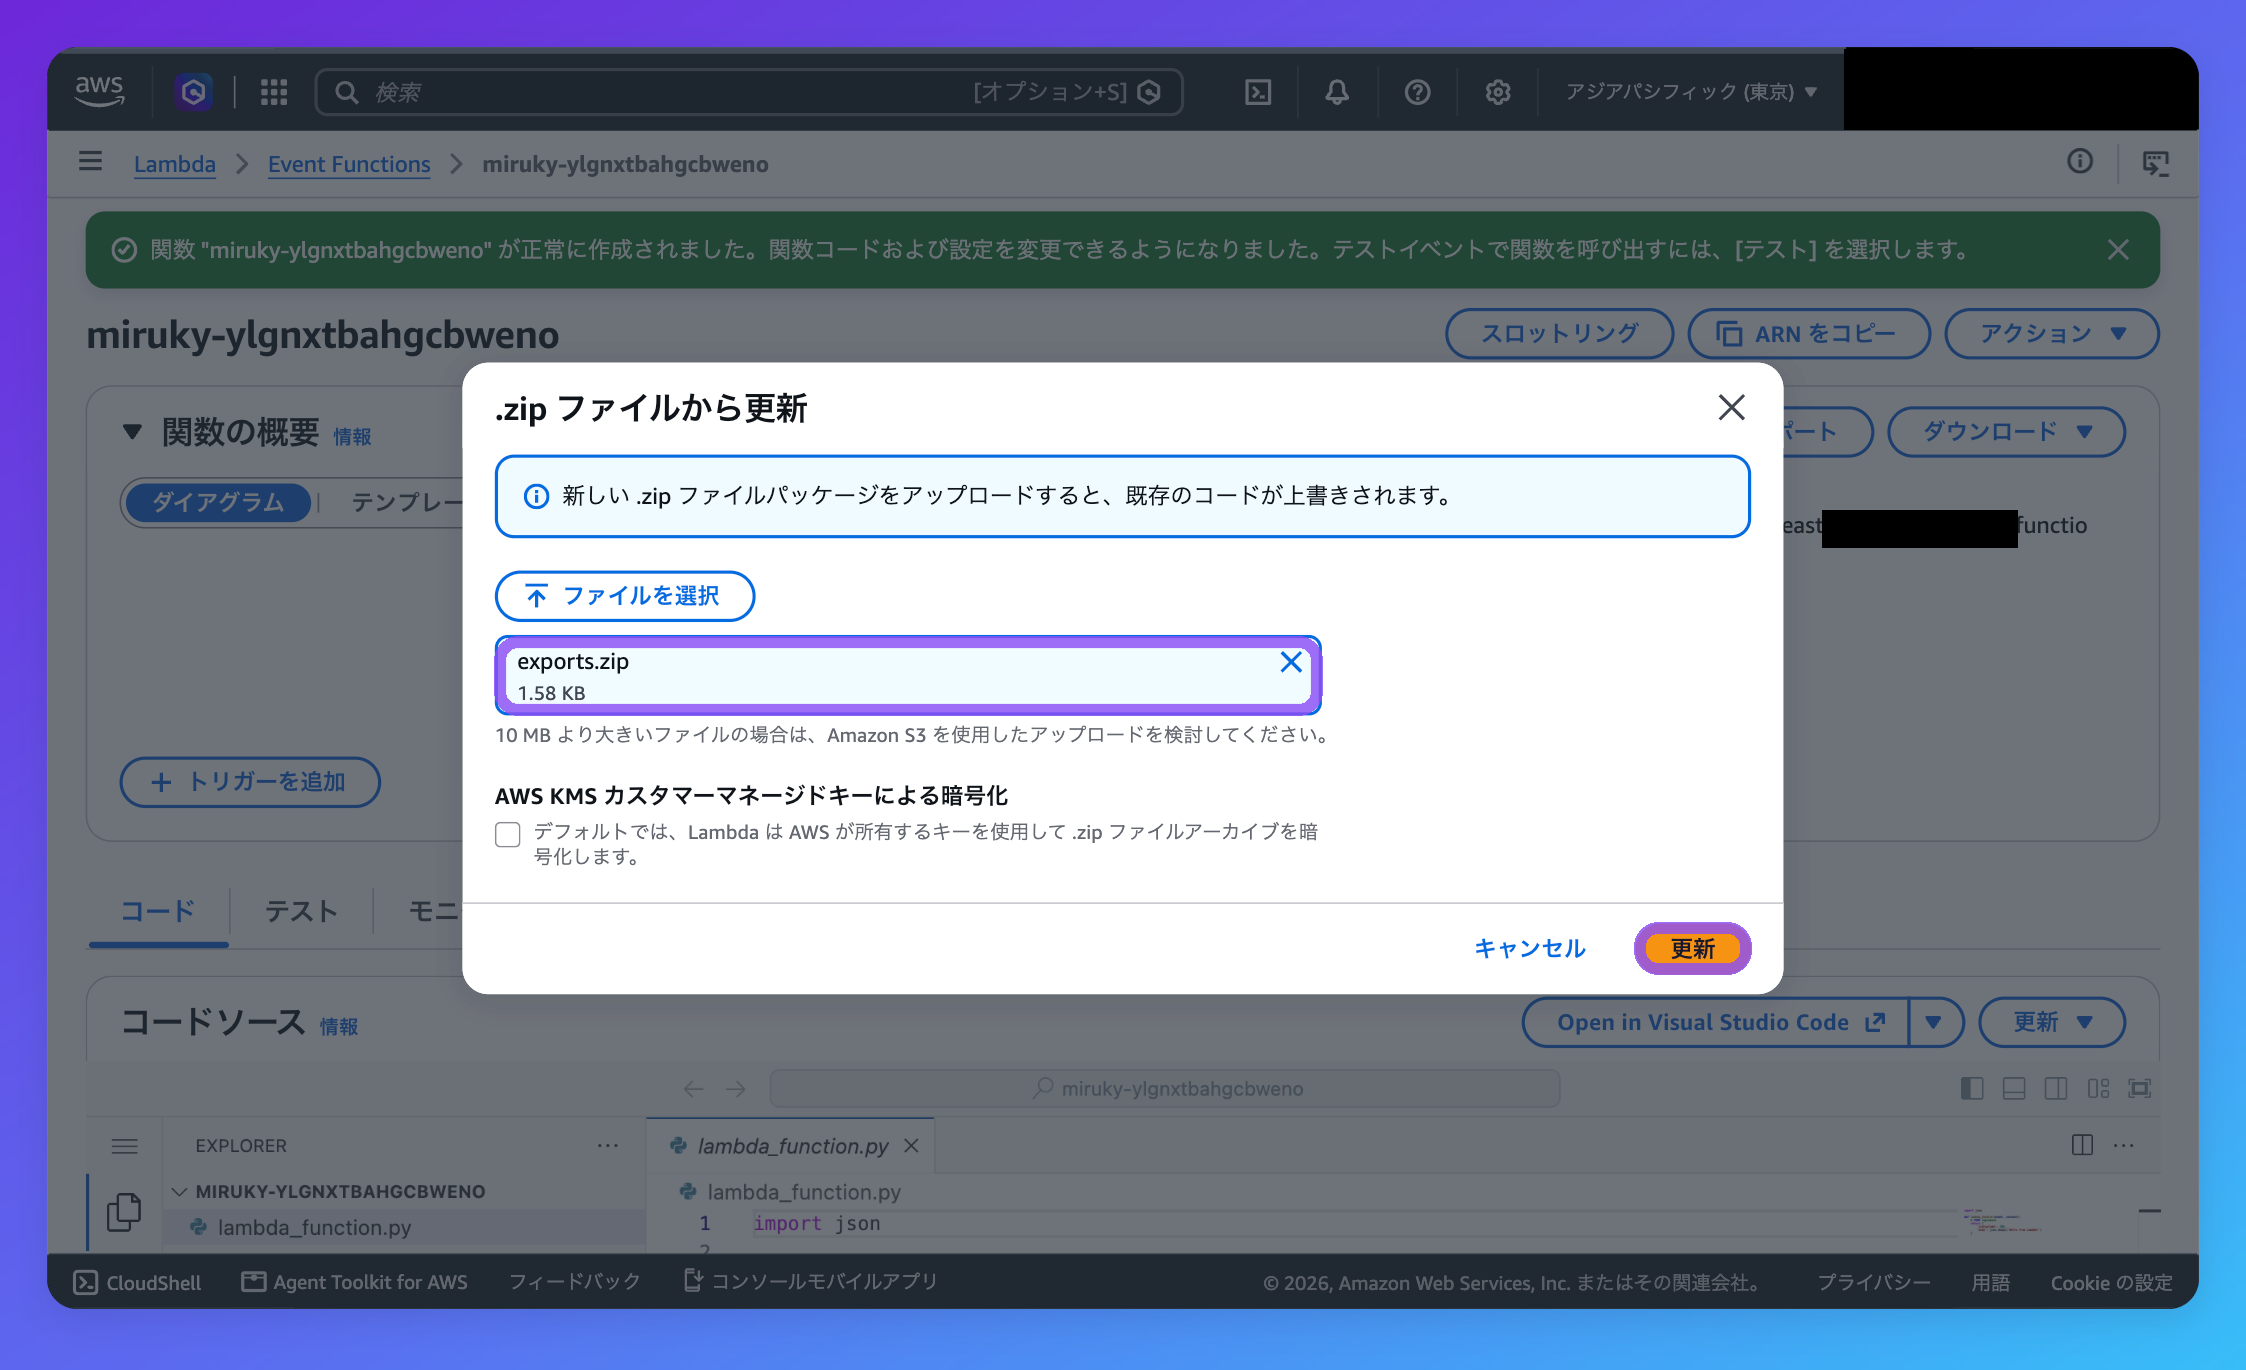 aws
検索
[オプション+S]
アジアパシフィック (東京) ▼
Lambda
Event Functions
miruky-ylgnxtbahgcbweno
関数 "miruky-ylgnxtbahgcbweno" が正常に作成されました。関数コードおよび設定を変更できるようになりました。テストイベントで関数を呼び出すには、[テスト] を選択します。
miruky-ylgnxtbahgcbweno
スロットリング
ARN をコピー
アクション ▼
▼ 関数の概要 情報
ポート
ダウンロード ▼
ダイアグラム
テンプレー
east
functio
+ トリガーを追加
.zip ファイルから更新
新しい .zip ファイルパッケージをアップロードすると、既存のコードが上書きされます。
ファイルを選択
exports.zip
1.58 KB
10 MB より大きいファイルの場合は、Amazon S3 を使用したアップロードを検討してください。
AWS KMS カスタマーマネージドキーによる暗号化
デフォルトでは、Lambda は AWS が所有するキーを使用して .zip ファイルアーカイブを暗
号化します。
キャンセル
更新
コード
テスト
モニ
コードソース 情報
Open in Visual Studio Code
更新 ▼
miruky-ylgnxtbahgcbweno
EXPLORER
lambda_function.py
MIRUKY-YLGNXTBAHGCBWENO
lambda_function.py
lambda_function.py
1 import json
2
CloudShell
Agent Toolkit for AWS
フィードバック
コンソールモバイルアプリ
© 2026, Amazon Web Services, Inc. またはその関連会社。
プライバシー
用語
Cookie の設定